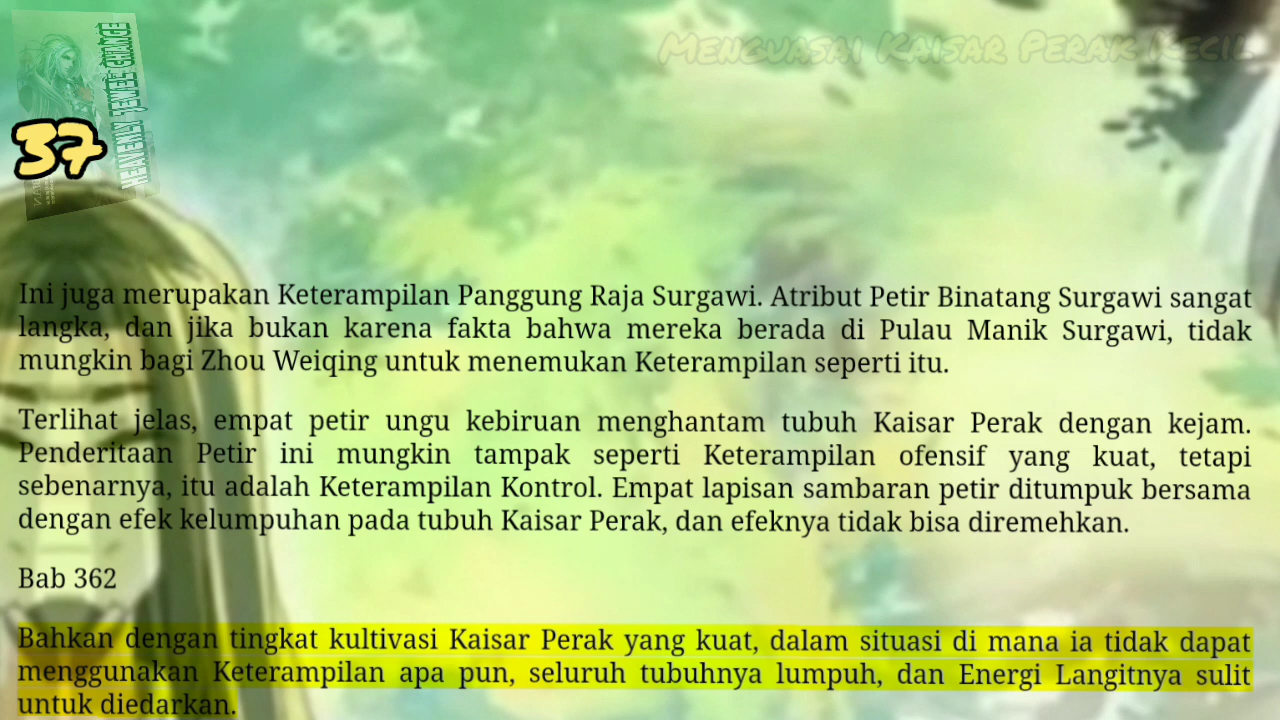 Menguasai Kaisar Perak Kecil
HEAVENLY JEWEL CHANGE
37
Ini juga merupakan Keterampilan Panggung Raja Surgawi. Atribut Petir Binatang Surgawi sangat
langka, dan jika bukan karena fakta bahwa mereka berada di Pulau Manik Surgawi, tidak
mungkin bagi Zhou Weiqing untuk menemukan Keterampilan seperti itu.
Terlihat jelas, empat petir ungu kebiruan menghantam tubuh Kaisar Perak dengan kejam.
Penderitaan Petir ini mungkin tampak seperti Keterampilan ofensif yang kuat, tetapi
sebenarnya, itu adalah Keterampilan Kontrol. Empat lapisan sambaran petir ditumpuk bersama
dengan efek kelumpuhan pada tubuh Kaisar Perak, dan efeknya tidak bisa diremehkan.
Bab 362
Bahkan dengan tingkat kultivasi Kaisar Perak yang kuat, dalam situasi di mana ia tidak dapat
menggunakan Keterampilan apa pun, seluruh tubuhnya lumpuh, dan Energi Langitnya sulit
untuk diedarkan.